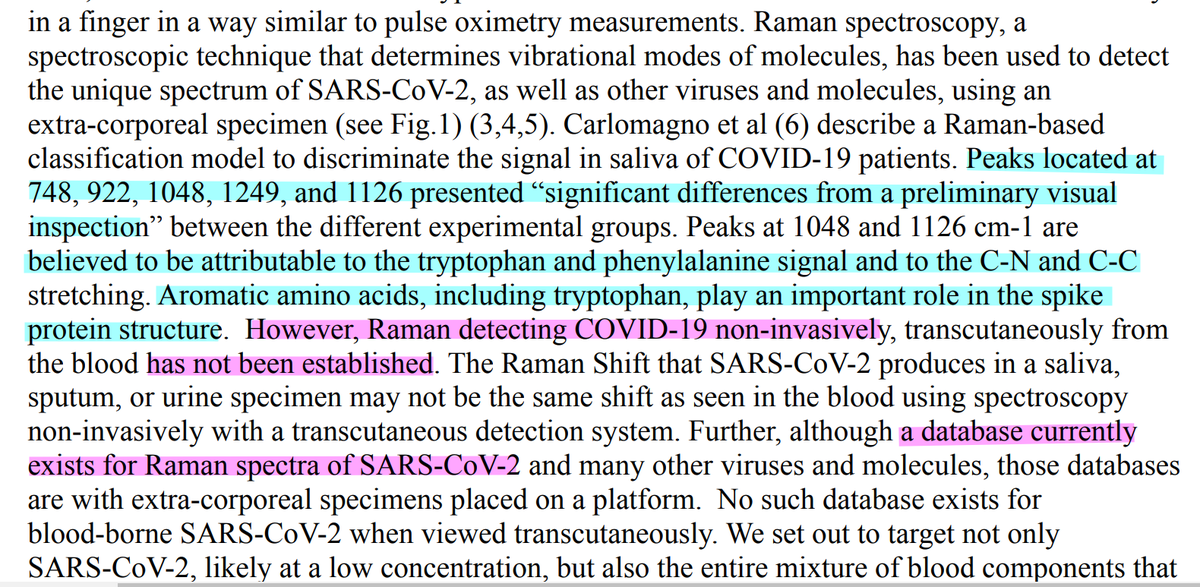 in a finger in a way similar to pulse oximetry measurements. Raman spectroscopy, a
spectroscopic technique that determines vibrational modes of molecules, has been used to detect
the unique spectrum of SARS-CoV-2, as well as other viruses and molecules, using an
extra-corporeal specimen (see Fig.1) (3,4,5). Carlomagno et al (6) describe a Raman-based
classification model to discriminate the signal in saliva of COVID-19 patients. Peaks located at
748, 922, 1048, 1249, and 1126 presented “significant differences from a preliminary visual
inspection” between the different experimental groups. Peaks at 1048 and 1126 cm-1 are
believed to be attributable to the tryptophan and phenylalanine signal and to the C-N and C-C
stretching. Aromatic amino acids, including tryptophan, play an important role in the spike
protein structure. However, Raman detecting COVID-19 non-invasively, transcutaneously from
the blood has not been established. The Raman Shift that SARS-CoV-2 produces in a saliva,
sputum, or urine specimen may not be the same shift as seen in the blood using spectroscopy
non-invasively with a transcutaneous detection system. Further, although a database currently
exists for Raman spectra of SARS-CoV-2 and many other viruses and molecules, those databases
are with extra-corporeal specimens placed on a platform. No such database exists for
blood-borne SARS-CoV-2 when viewed transcutaneously. We set out to target not only
SARS-CoV-2, likely at a low concentration, but also the entire mixture of blood components that